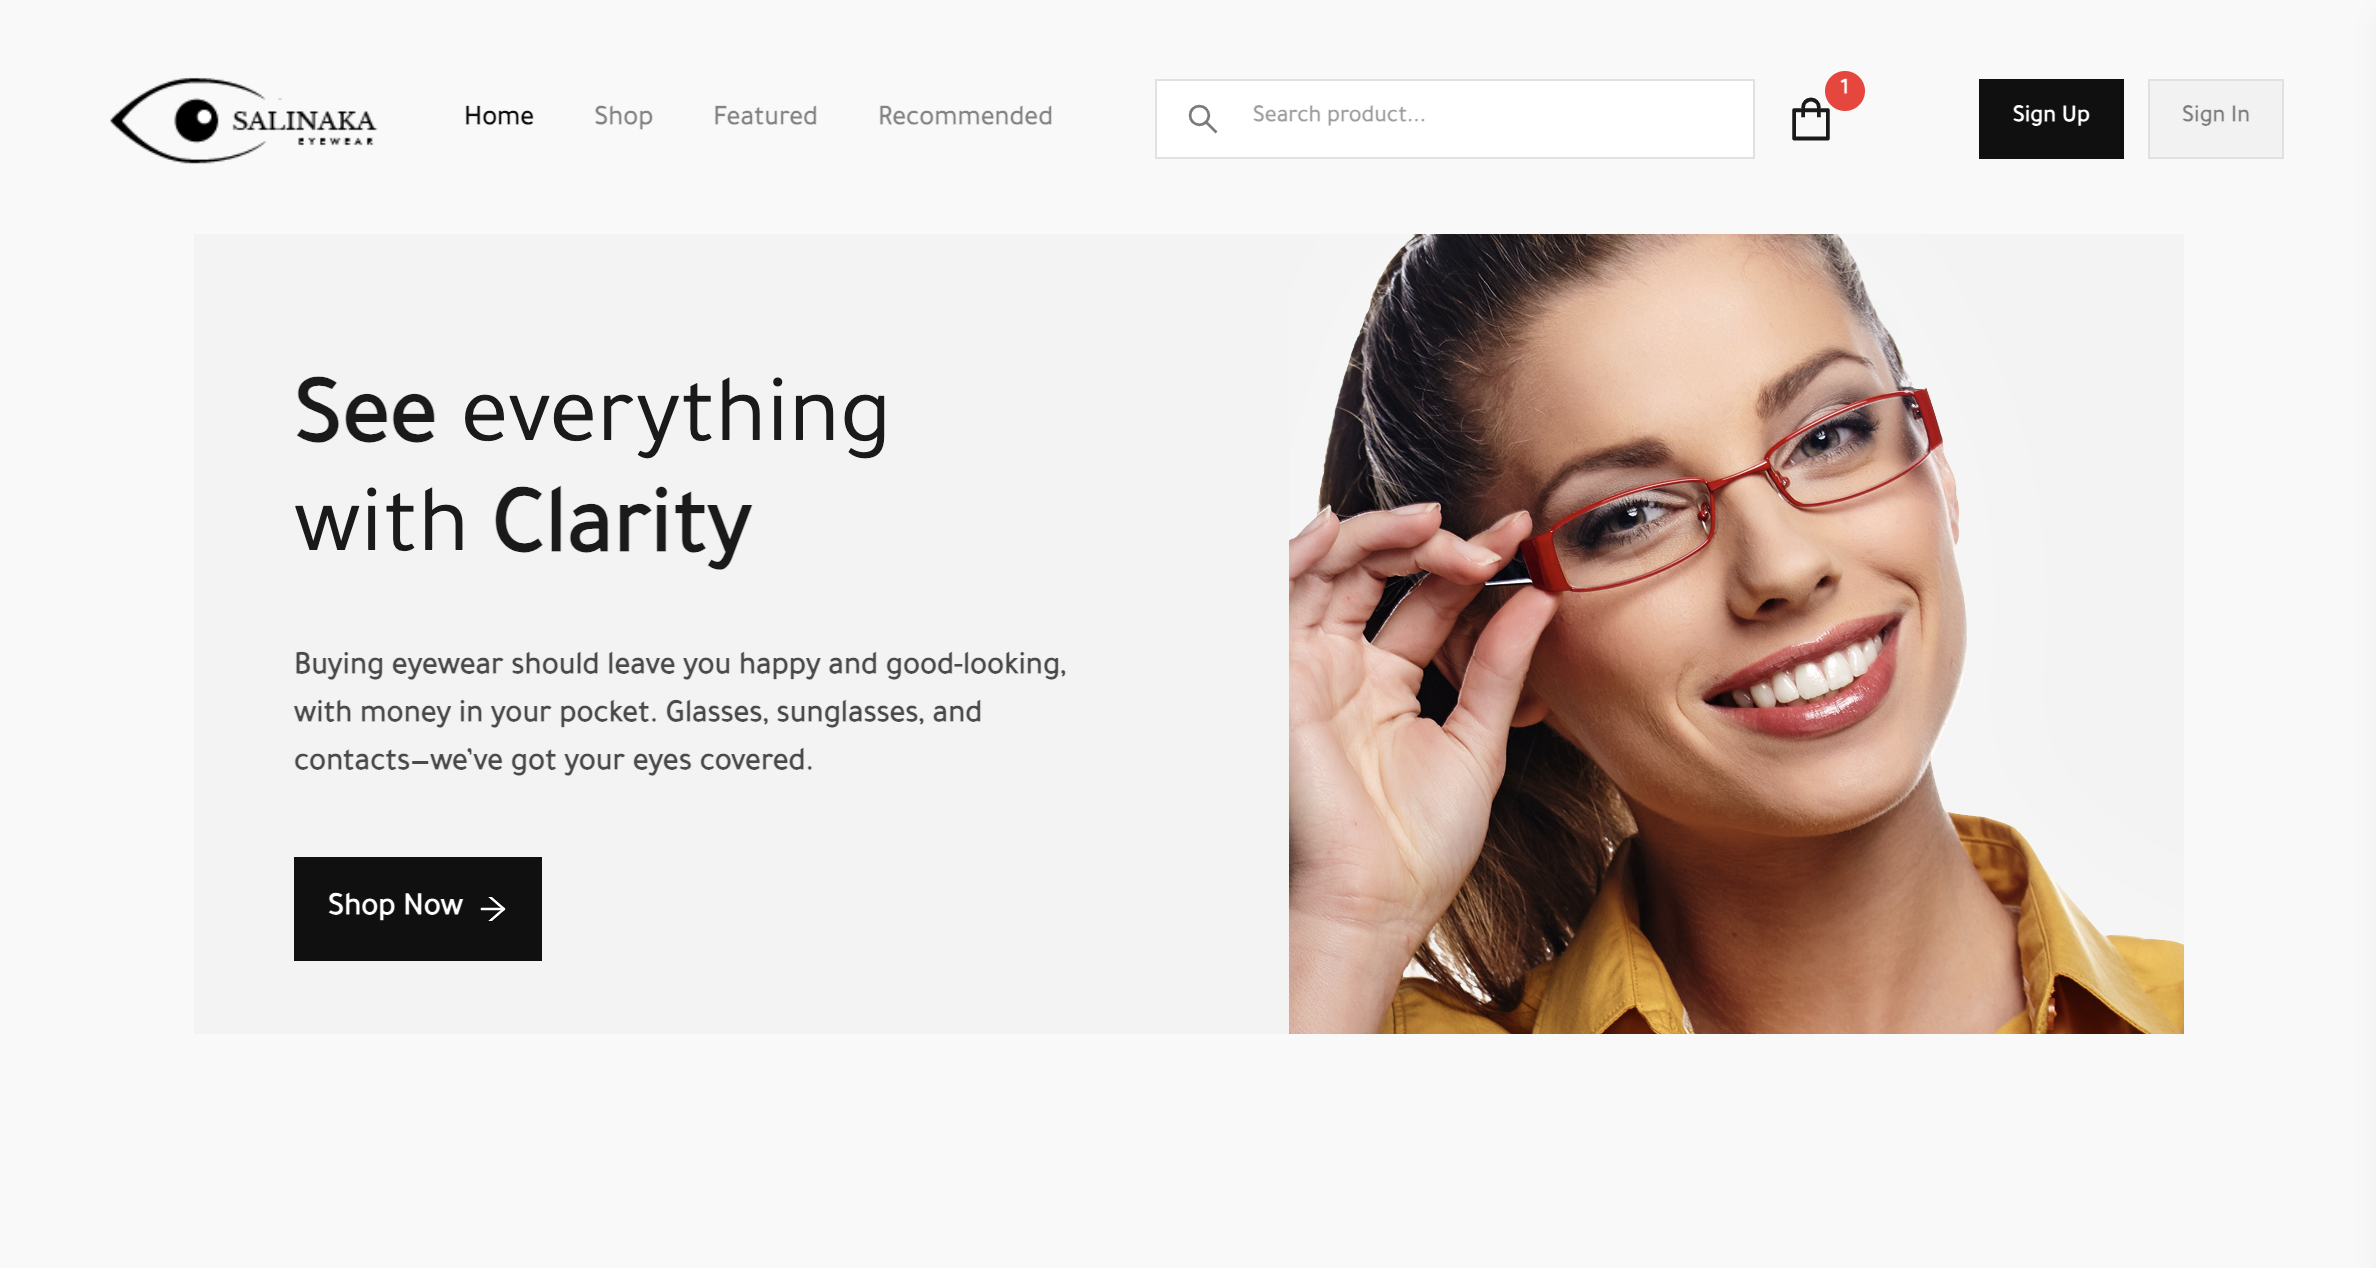 SALINAKA
EYEWEAR
Home
Shop
Featured
Recommended
Search product...
1
Sign Up
Sign In
See everything
with Clarity
Buying eyewear should leave you happy and good-looking,
with money in your pocket. Glasses, sunglasses, and
contacts—we’ve got your eyes covered.
Shop Now